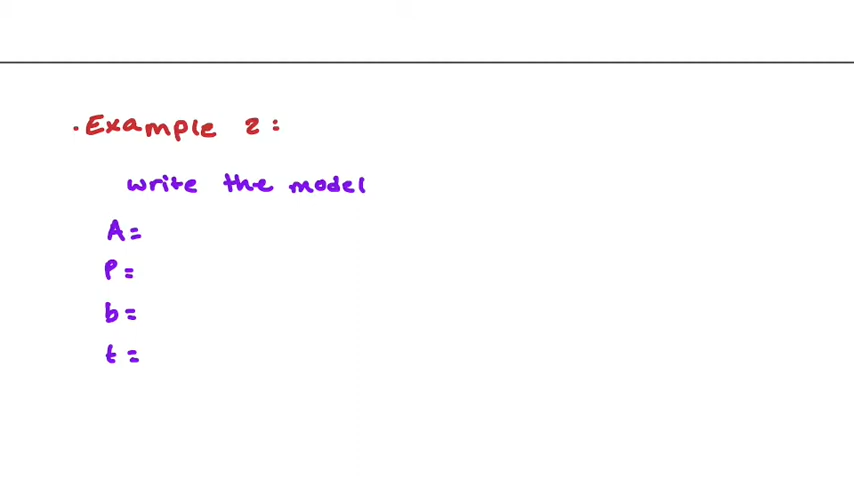 . Example 2:
write the model
A=
P=
b=
t=